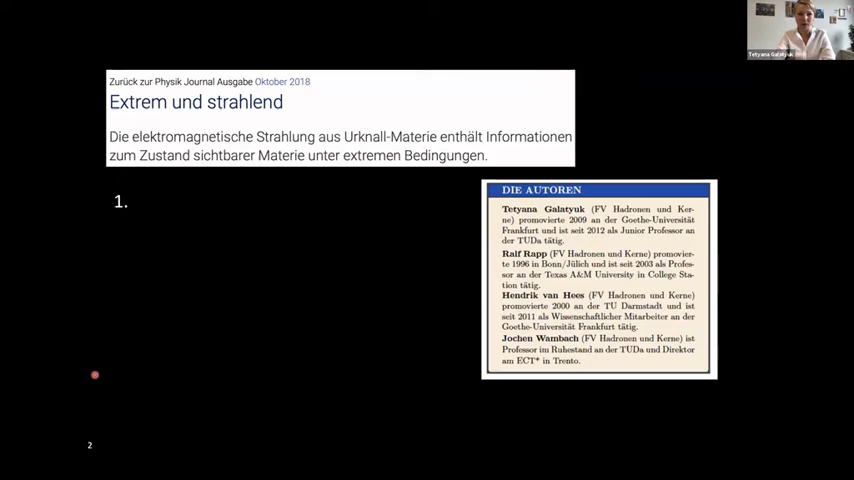 Tetyana Galatyuk
Zurück zur Physik Journal Ausgabe Oktober 2018
Extrem und strahlend
Die elektromagnetische Strahlung aus Urknall-Materie enthält Informationen
zum Zustand sichtbarer Materie unter extremen Bedingungen.
1.
DIE AUTOREN
Tetyana Galatyuk (FV Hadronen und Ker-
ne) promovierte 2009 an der Goethe-Universität
Frankfurt und ist seit 2012 als Junior Professor an
der TUDa tätig.
Ralf Rapp (FV Hadronen und Kerne) promovier-
te 1996 in Bonn/Jülich und ist seit 2003 als Profes-
sor an der Texas A&M University in College Sta-
tion tätig.
Hendrik van Hees (FV Hadronen und Kerne)
promovierte 2000 an der TU Darmstadt und ist
seit 2011 als Wissenschaftlicher Mitarbeiter an der
Goethe-Universität Frankfurt tätig.
Jochen Wambach (FV Hadronen und Kerne) ist
Professor im Ruhestand an der TUDa und Direktor
am ECT* in Trento.
2